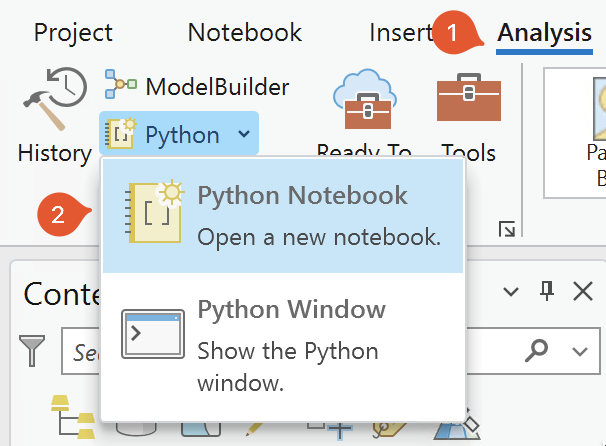 Project Notebook Insert 1 Analysis
ModelBuilder
Python
History Ready To Tools Pa
B
2 Python Notebook
Open a new notebook.
Conte
Python Window
Sea Show the Python
window.